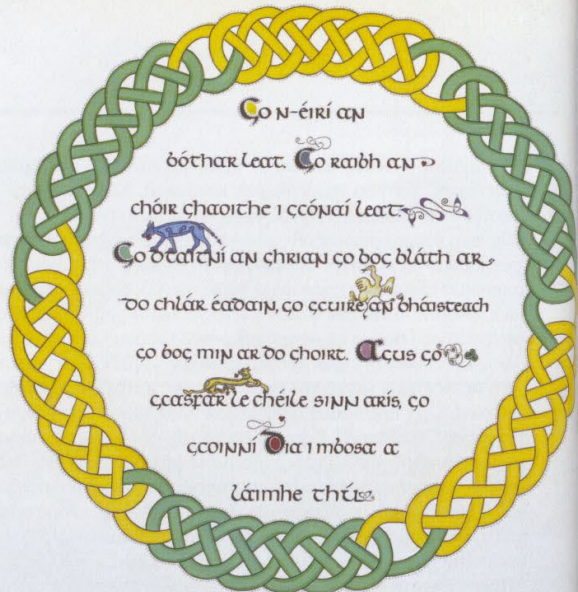 Go n-éirí an
bóthar leat. Go raibh an
chóir ghaoithe i gcónaí leat.
Go dtaitní an ghrian go bog bláth ar
do chlár éadain, go gcuire an bháisteach
go bog mín ar do ghoirt. Agus go
gcasfar le chéile sinn arís, go
gcoinní Dia i mbosa a
láimhe thú.